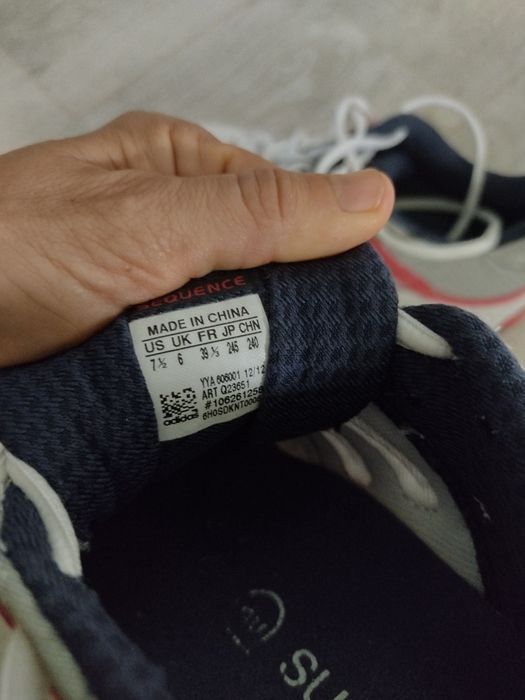 SEQUENCE
MADE IN CHINA
US UK FR JP CHN
7½ 6 39⅓ 245 240
YYA 606001 12/12
ART Q23651
#106261258
adidas
SU